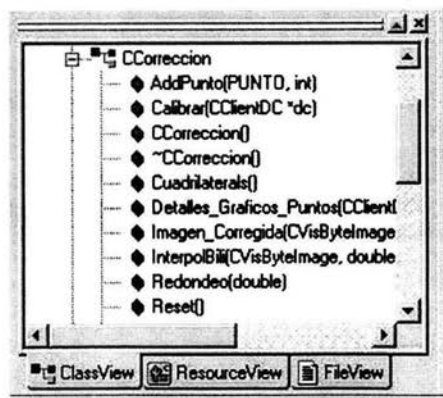 CCorreccion
AddPunto(PUNTO, int)
Calibrar(CClientDC *dc)
CCorreccion()
~CCorreccion()
Cuadrilaterals()
Detalles_Graficos_Puntos(CClientD
Imagen_Corregida(CVisByteImage
InterpolBili(CVisByteImage, double
Redondeo(double)
Reset()
ClassView ResourceView FileView